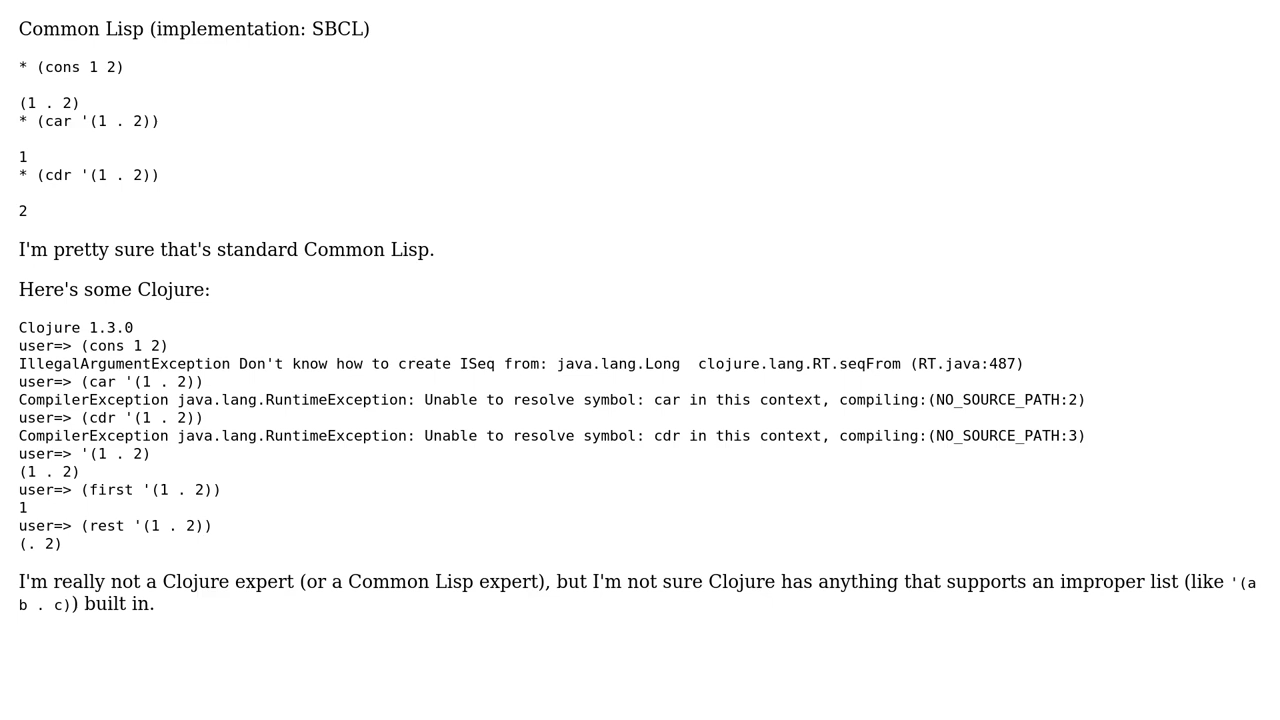 Common Lisp (implementation: SBCL)
* (cons 1 2)
(1 . 2)
* (car '(1 . 2))
1
* (cdr '(1 . 2))
2
I'm pretty sure that's standard Common Lisp.
Here's some Clojure:
Clojure 1.3.0
user=> (cons 1 2)
IllegalArgumentException Don't know how to create ISeq from: java.lang.Long  clojure.lang.RT.seqFrom (RT.java:487)
user=> (car '(1 . 2))
CompilerException java.lang.RuntimeException: Unable to resolve symbol: car in this context, compiling:(NO_SOURCE_PATH:2)
user=> (cdr '(1 . 2))
CompilerException java.lang.RuntimeException: Unable to resolve symbol: cdr in this context, compiling:(NO_SOURCE_PATH:3)
user=> '(1 . 2)
(1 . 2)
user=> (first '(1 . 2))
1
user=> (rest '(1 . 2))
(. 2)
I'm really not a Clojure expert (or a Common Lisp expert), but I'm not sure Clojure has anything that supports an improper list (like '(a
b . c)) built in.